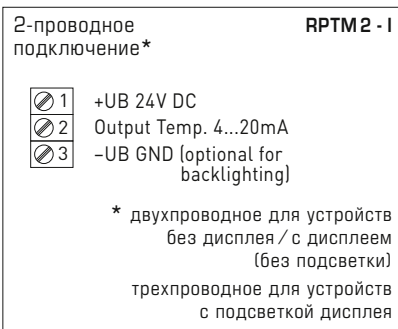 2-проводное RPTM 2 - I
подключение*
1 +UB 24V DC
2 Output Temp. 4...20mA
3 –UB GND (optional for
backlighting)
* двухпроводное для устройств
без дисплея / с дисплеем
(без подсветки)
трехпроводное для устройств
с подсветкой дисплея